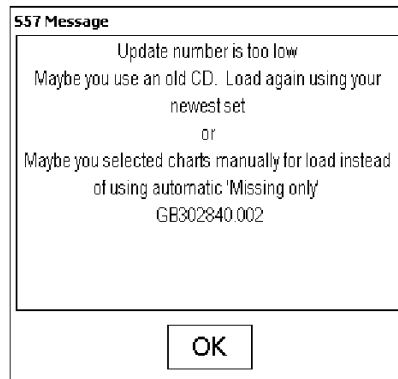 557 Message
Update number is too low
Maybe you use an old CD. Load again using your
newest set
or
Maybe you selected charts manually for load instead
of using automatic 'Missing only'
GB302840.002
OK